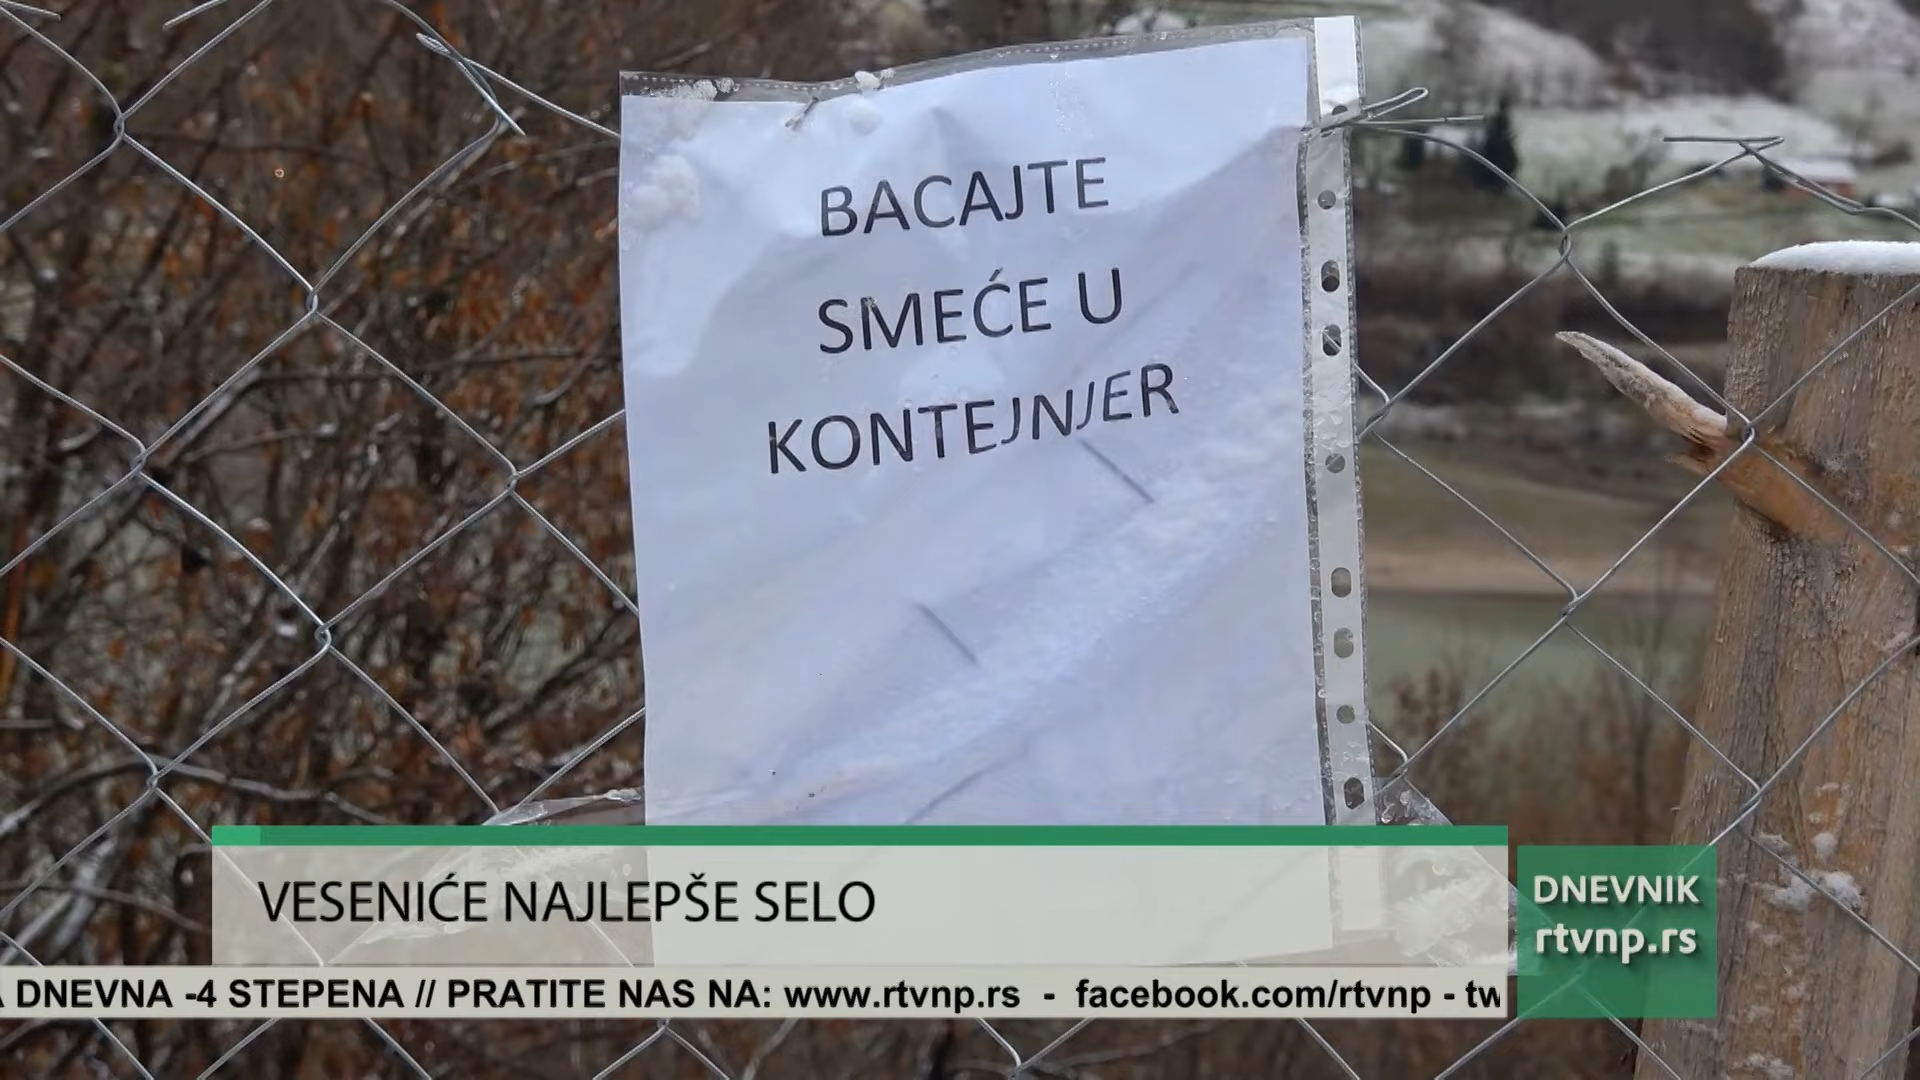 BACAJTE
SMEĆE U
KONTEJNJER
VESENIĆE NAJLEPŠE SELO
DNEVNIK
rtvnp.rs
DNEVNA -4 STEPENA // PRATITE NAS NA: www.rtvnp.rs - facebook.com/rtvnp -